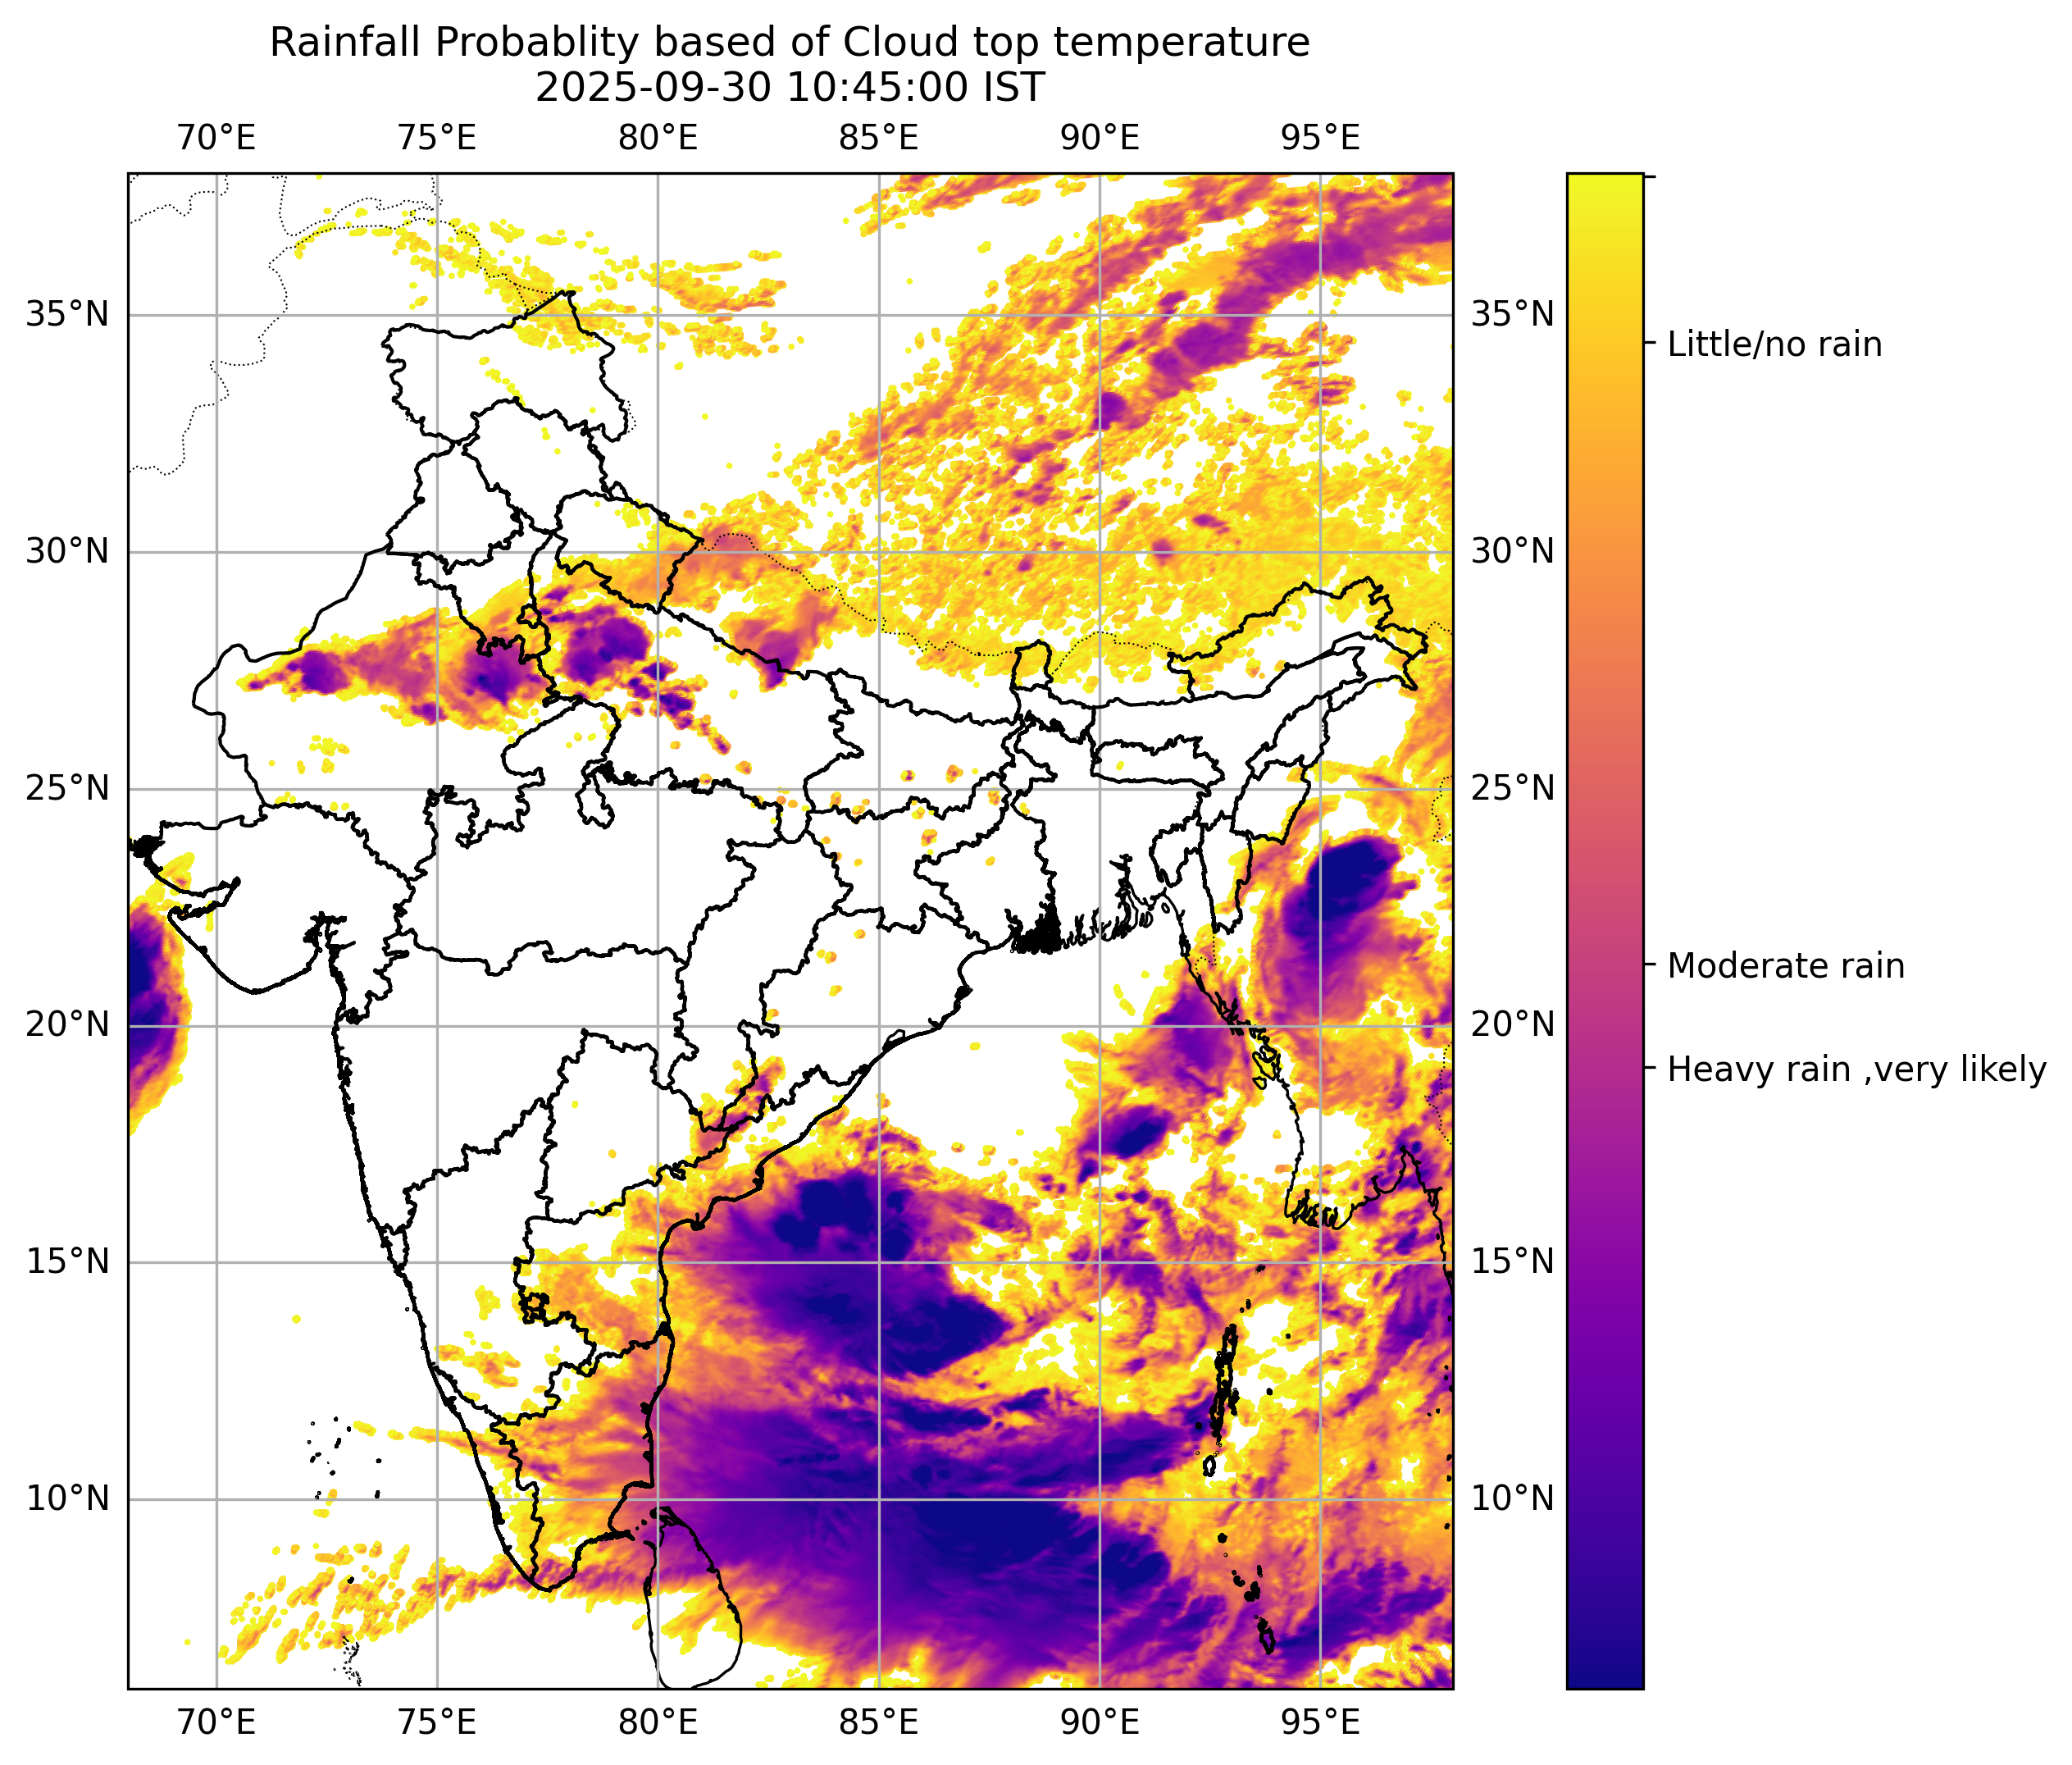 Rainfall Probablity based of Cloud top temperature
2025-09-30 10:45:00 IST
70°E 75°E 80°E 85°E 90°E 95°E
35°N 35°N
Little/no rain
30°N 30°N
25°N 25°N
Moderate rain
20°N 20°N
Heavy rain ,very likely
15°N 15°N
10°N 10°N
70°E 75°E 80°E 85°E 90°E 95°E